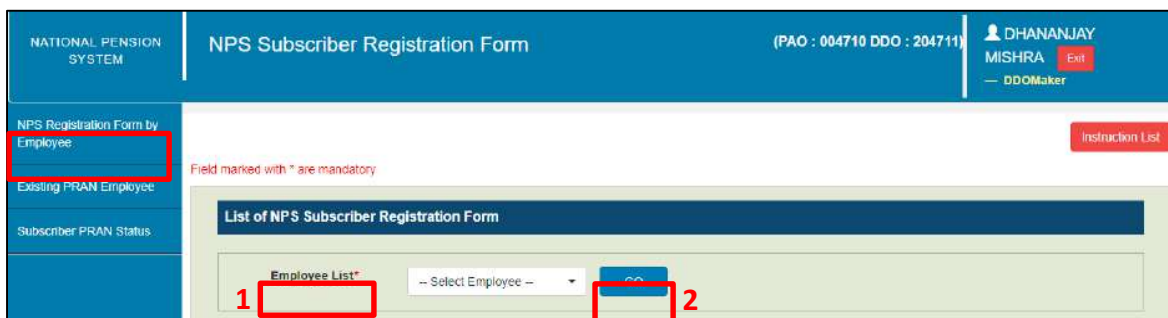 NATIONAL PENSION
SYSTEM
NPS Subscriber Registration Form
(PAO : 004710 DDO : 204711)
DHANANJAY
MISHRA Exit
— DDOMaker
NPS Registration Form by
Employee
Existing PRAN Employee
Subscriber PRAN Status
Instruction List
Field marked with * are mandatory
List of NPS Subscriber Registration Form
Employee List*
-- Select Employee --
GO
1
2